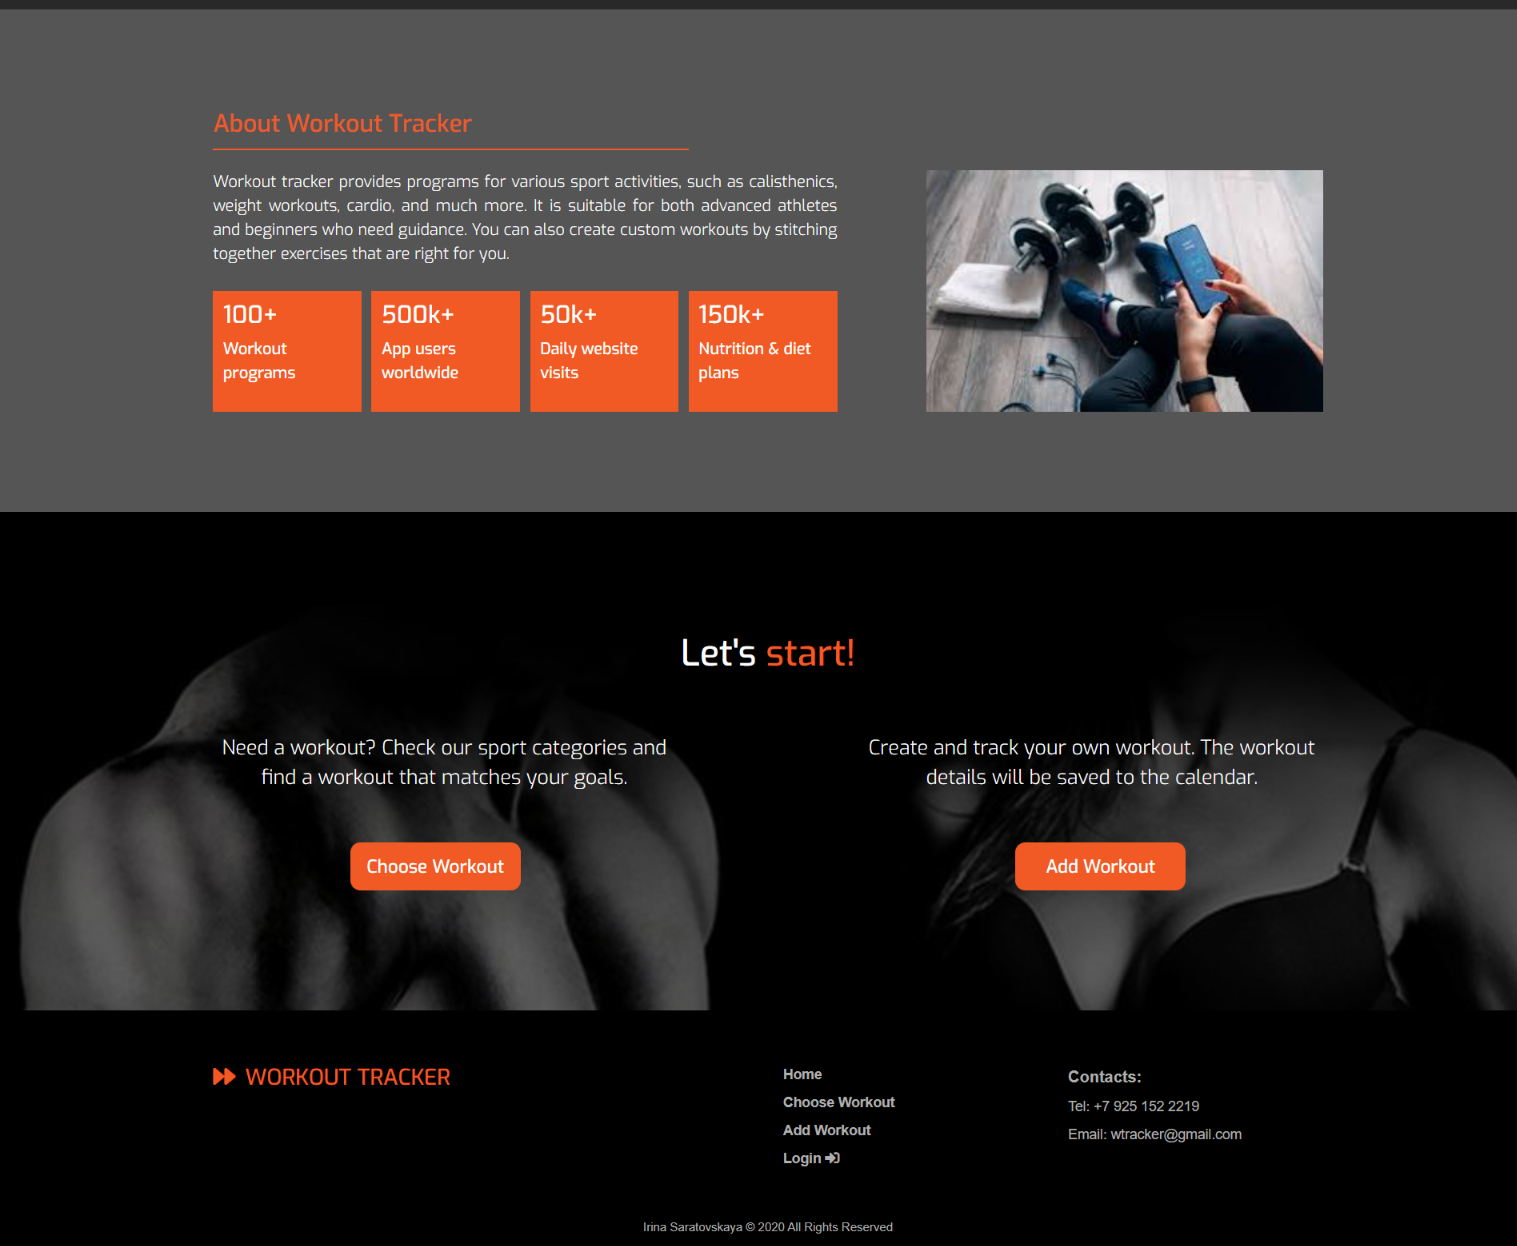 About Workout Tracker
Workout tracker provides programs for various sport activities, such as calisthenics,
weight workouts, cardio, and much more. It is suitable for both advanced athletes
and beginners who need guidance. You can also create custom workouts by stitching
together exercises that are right for you.
100+
Workout
programs
500k+
App users
worldwide
50k+
Daily website
visits
150k+
Nutrition & diet
plans
Let's start!
Need a workout? Check our sport categories and
find a workout that matches your goals.
Choose Workout
Create and track your own workout. The workout
details will be saved to the calendar.
Add Workout
WORKOUT TRACKER
Home
Choose Workout
Add Workout
Login
Contacts:
Tel: +7 925 152 2219
Email: wtracker@gmail.com
Irina Saratovskaya © 2020 All Rights Reserved